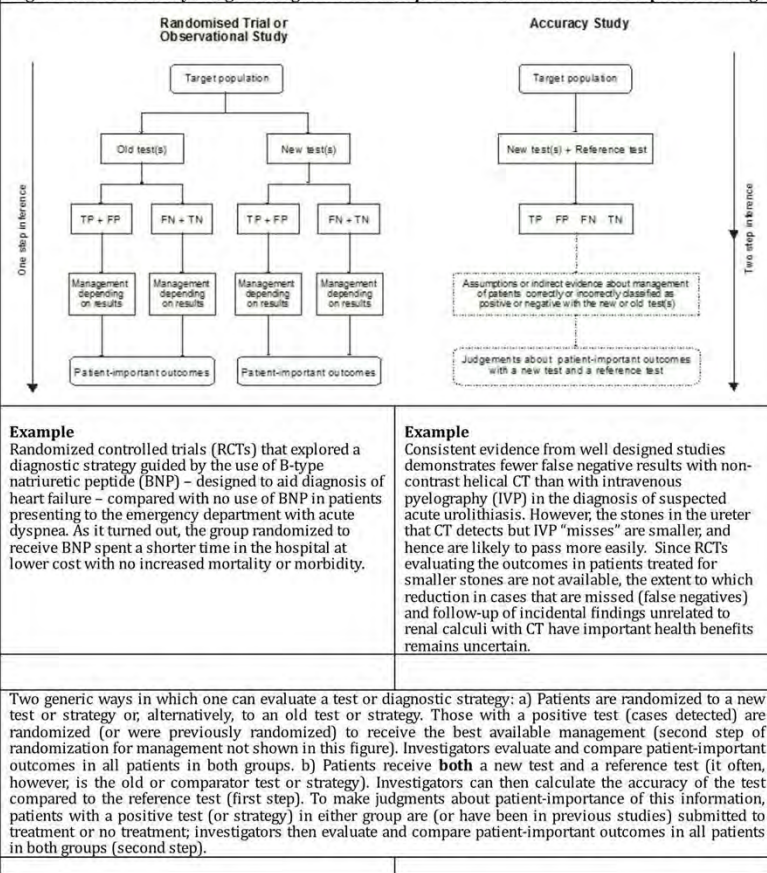 Randomised Trial or
Observational Study
Target population
Old test(s)
New test(s)
TP + FP
FN + TN
TP + FP
FN + TN
Management
depending
on results
Management
depending
on results
Management
depending
on results
Management
depending
on results
Patient-important outcomes
Patient-important outcomes
One step inference
Accuracy Study
Target population
New test(s) + Reference test
TP FP FN TN
Assumptions or indirect evidence about management
of patients correctly or incorrectly classified as
positive or negative with the new or old test(s)
Judgements about patient-important outcomes
with a new test and a reference test
Two step inference
Example
Randomized controlled trials (RCTs) that explored a
diagnostic strategy guided by the use of B-type
natriuretic peptide (BNP) – designed to aid diagnosis of
heart failure – compared with no use of BNP in patients
presenting to the emergency department with acute
dyspnea. As it turned out, the group randomized to
receive BNP spent a shorter time in the hospital at
lower cost with no increased mortality or morbidity.
Example
Consistent evidence from well designed studies
demonstrates fewer false negative results with non-
contrast helical CT than with intravenous
pyelography (IVP) in the diagnosis of suspected
acute urolithiasis. However, the stones in the ureter
that CT detects but IVP “misses” are smaller, and
hence are likely to pass more easily. Since RCTs
evaluating the outcomes in patients treated for
smaller stones are not available, the extent to which
reduction in cases that are missed (false negatives)
and follow-up of incidental findings unrelated to
renal calculi with CT have important health benefits
remains uncertain.
Two generic ways in which one can evaluate a test or diagnostic strategy: a) Patients are randomized to a new
test or strategy or, alternatively, to an old test or strategy. Those with a positive test (cases detected) are
randomized (or were previously randomized) to receive the best available management (second step of
randomization for management not shown in this figure). Investigators evaluate and compare patient-important
outcomes in all patients in both groups. b) Patients receive both a new test and a reference test (it often,
however, is the old or comparator test or strategy). Investigators can then calculate the accuracy of the test
compared to the reference test (first step). To make judgments about patient-importance of this information,
patients with a positive test (or strategy) in either group are (or have been in previous studies) submitted to
treatment or no treatment; investigators then evaluate and compare patient-important outcomes in all patients
in both groups (second step).